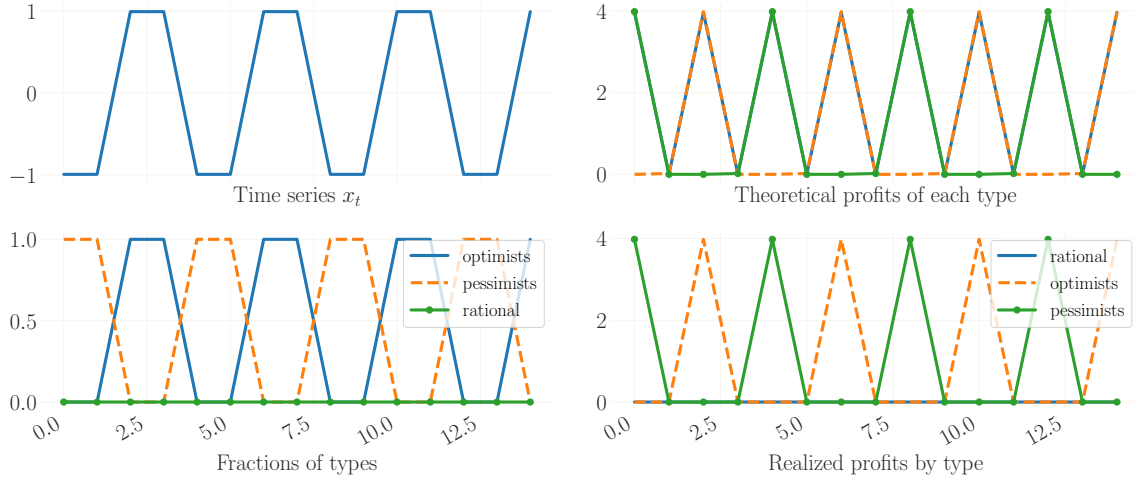 1
0
−1
Time series x_t
4
2
0
Theoretical profits of each type
1.0
0.5
0.0
optimists
pessimists
rational
0.0
2.5
5.0
7.5
10.0
12.5
Fractions of types
4
2
0
rational
optimists
pessimists
0.0
2.5
5.0
7.5
10.0
12.5
Realized profits by type